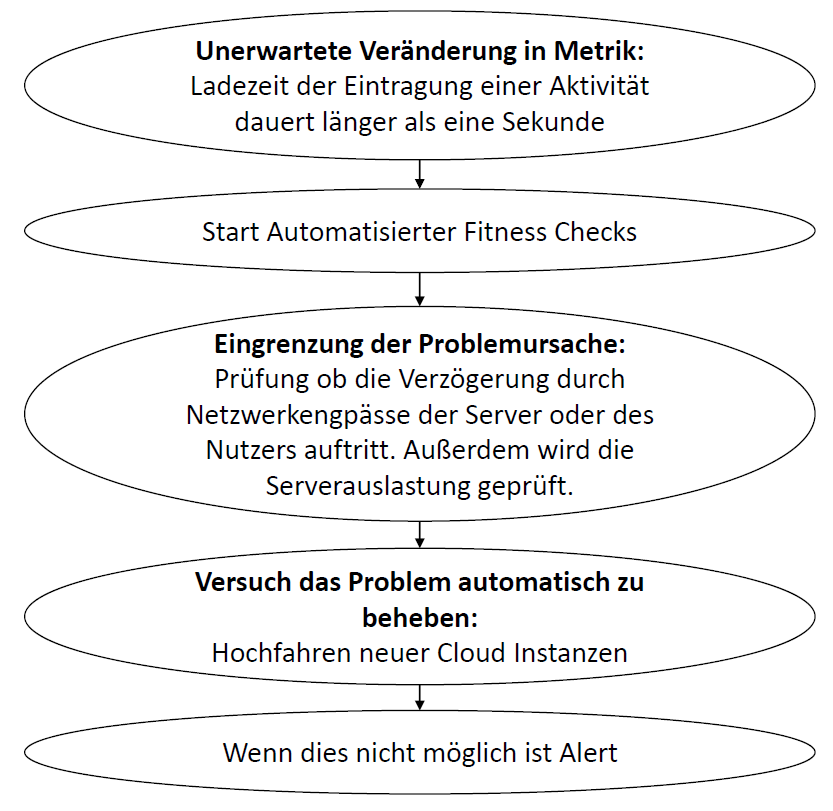 Unerwartete Veränderung in Metrik:
Ladezeit der Eintragung einer Aktivität
dauert länger als eine Sekunde
Start Automatisierter Fitness Checks
Eingrenzung der Problemursache:
Prüfung ob die Verzögerung durch
Netzwerkengpässe der Server oder des
Nutzers auftritt. Außerdem wird die
Serverauslastung geprüft.
Versuch das Problem automatisch zu
beheben:
Hochfahren neuer Cloud Instanzen
Wenn dies nicht möglich ist Alert